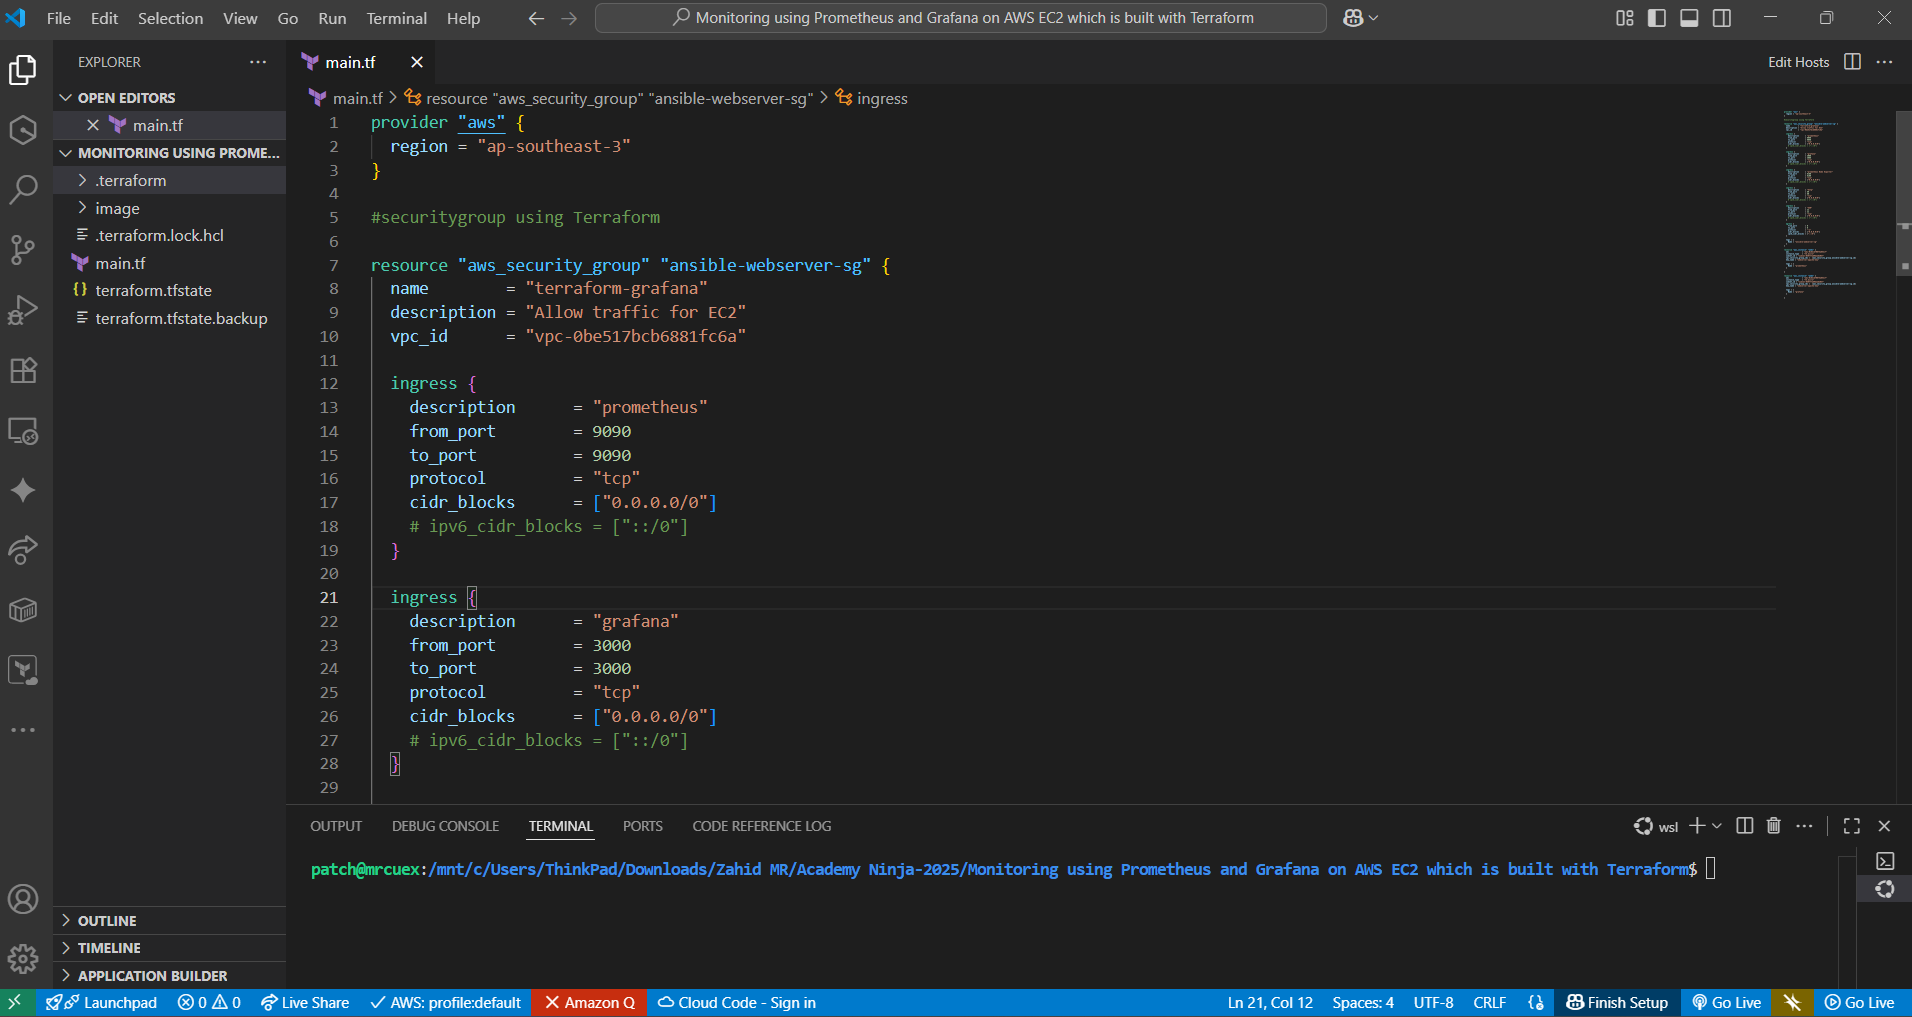 File Edit Selection View Go Run Terminal Help
Monitoring using Prometheus and Grafana on AWS EC2 which is built with Terraform
EXPLORER
OPEN EDITORS
main.tf
MONITORING USING PROME...
.terraform
image
.terraform.lock.hcl
main.tf
terraform.tfstate
terraform.tfstate.backup
OUTLINE
TIMELINE
APPLICATION BUILDER
main.tf
Edit Hosts
main.tf > resource "aws_security_group" "ansible-webserver-sg" > ingress
1 provider "aws" {
2 region = "ap-southeast-3"
3 }
4
5 #securitygroup using Terraform
6
7 resource "aws_security_group" "ansible-webserver-sg" {
8 name = "terraform-grafana"
9 description = "Allow traffic for EC2"
10 vpc_id = "vpc-0be517bcb6881fc6a"
11
12 ingress {
13 description = "prometheus"
14 from_port = 9090
15 to_port = 9090
16 protocol = "tcp"
17 cidr_blocks = ["0.0.0.0/0"]
18 # ipv6_cidr_blocks = ["::/0"]
19 }
20
21 ingress {
22 description = "grafana"
23 from_port = 3000
24 to_port = 3000
25 protocol = "tcp"
26 cidr_blocks = ["0.0.0.0/0"]
27 # ipv6_cidr_blocks = ["::/0"]
28 }
29
OUTPUT DEBUG CONSOLE TERMINAL PORTS CODE REFERENCE LOG
wsl
patch@mrcuex:/mnt/c/Users/ThinkPad/Downloads/Zahid MR/Academy Ninja-2025/Monitoring using Prometheus and Grafana on AWS EC2 which is built with Terraform$
Launchpad 0 0 Live Share AWS: profile:default Amazon Q Cloud Code - Sign in Ln 21, Col 12 Spaces: 4 UTF-8 CRLF Finish Setup Go Live Go Live